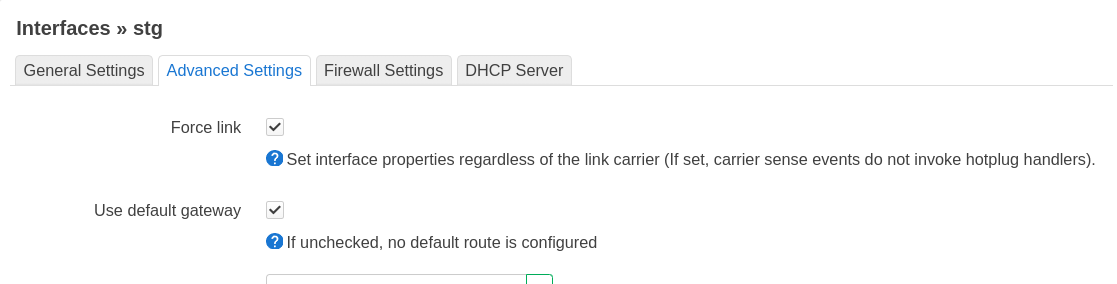 Interfaces » stg
General Settings Advanced Settings Firewall Settings DHCP Server
Force link
? Set interface properties regardless of the link carrier (If set, carrier sense events do not invoke hotplug handlers).
Use default gateway
? If unchecked, no default route is configured